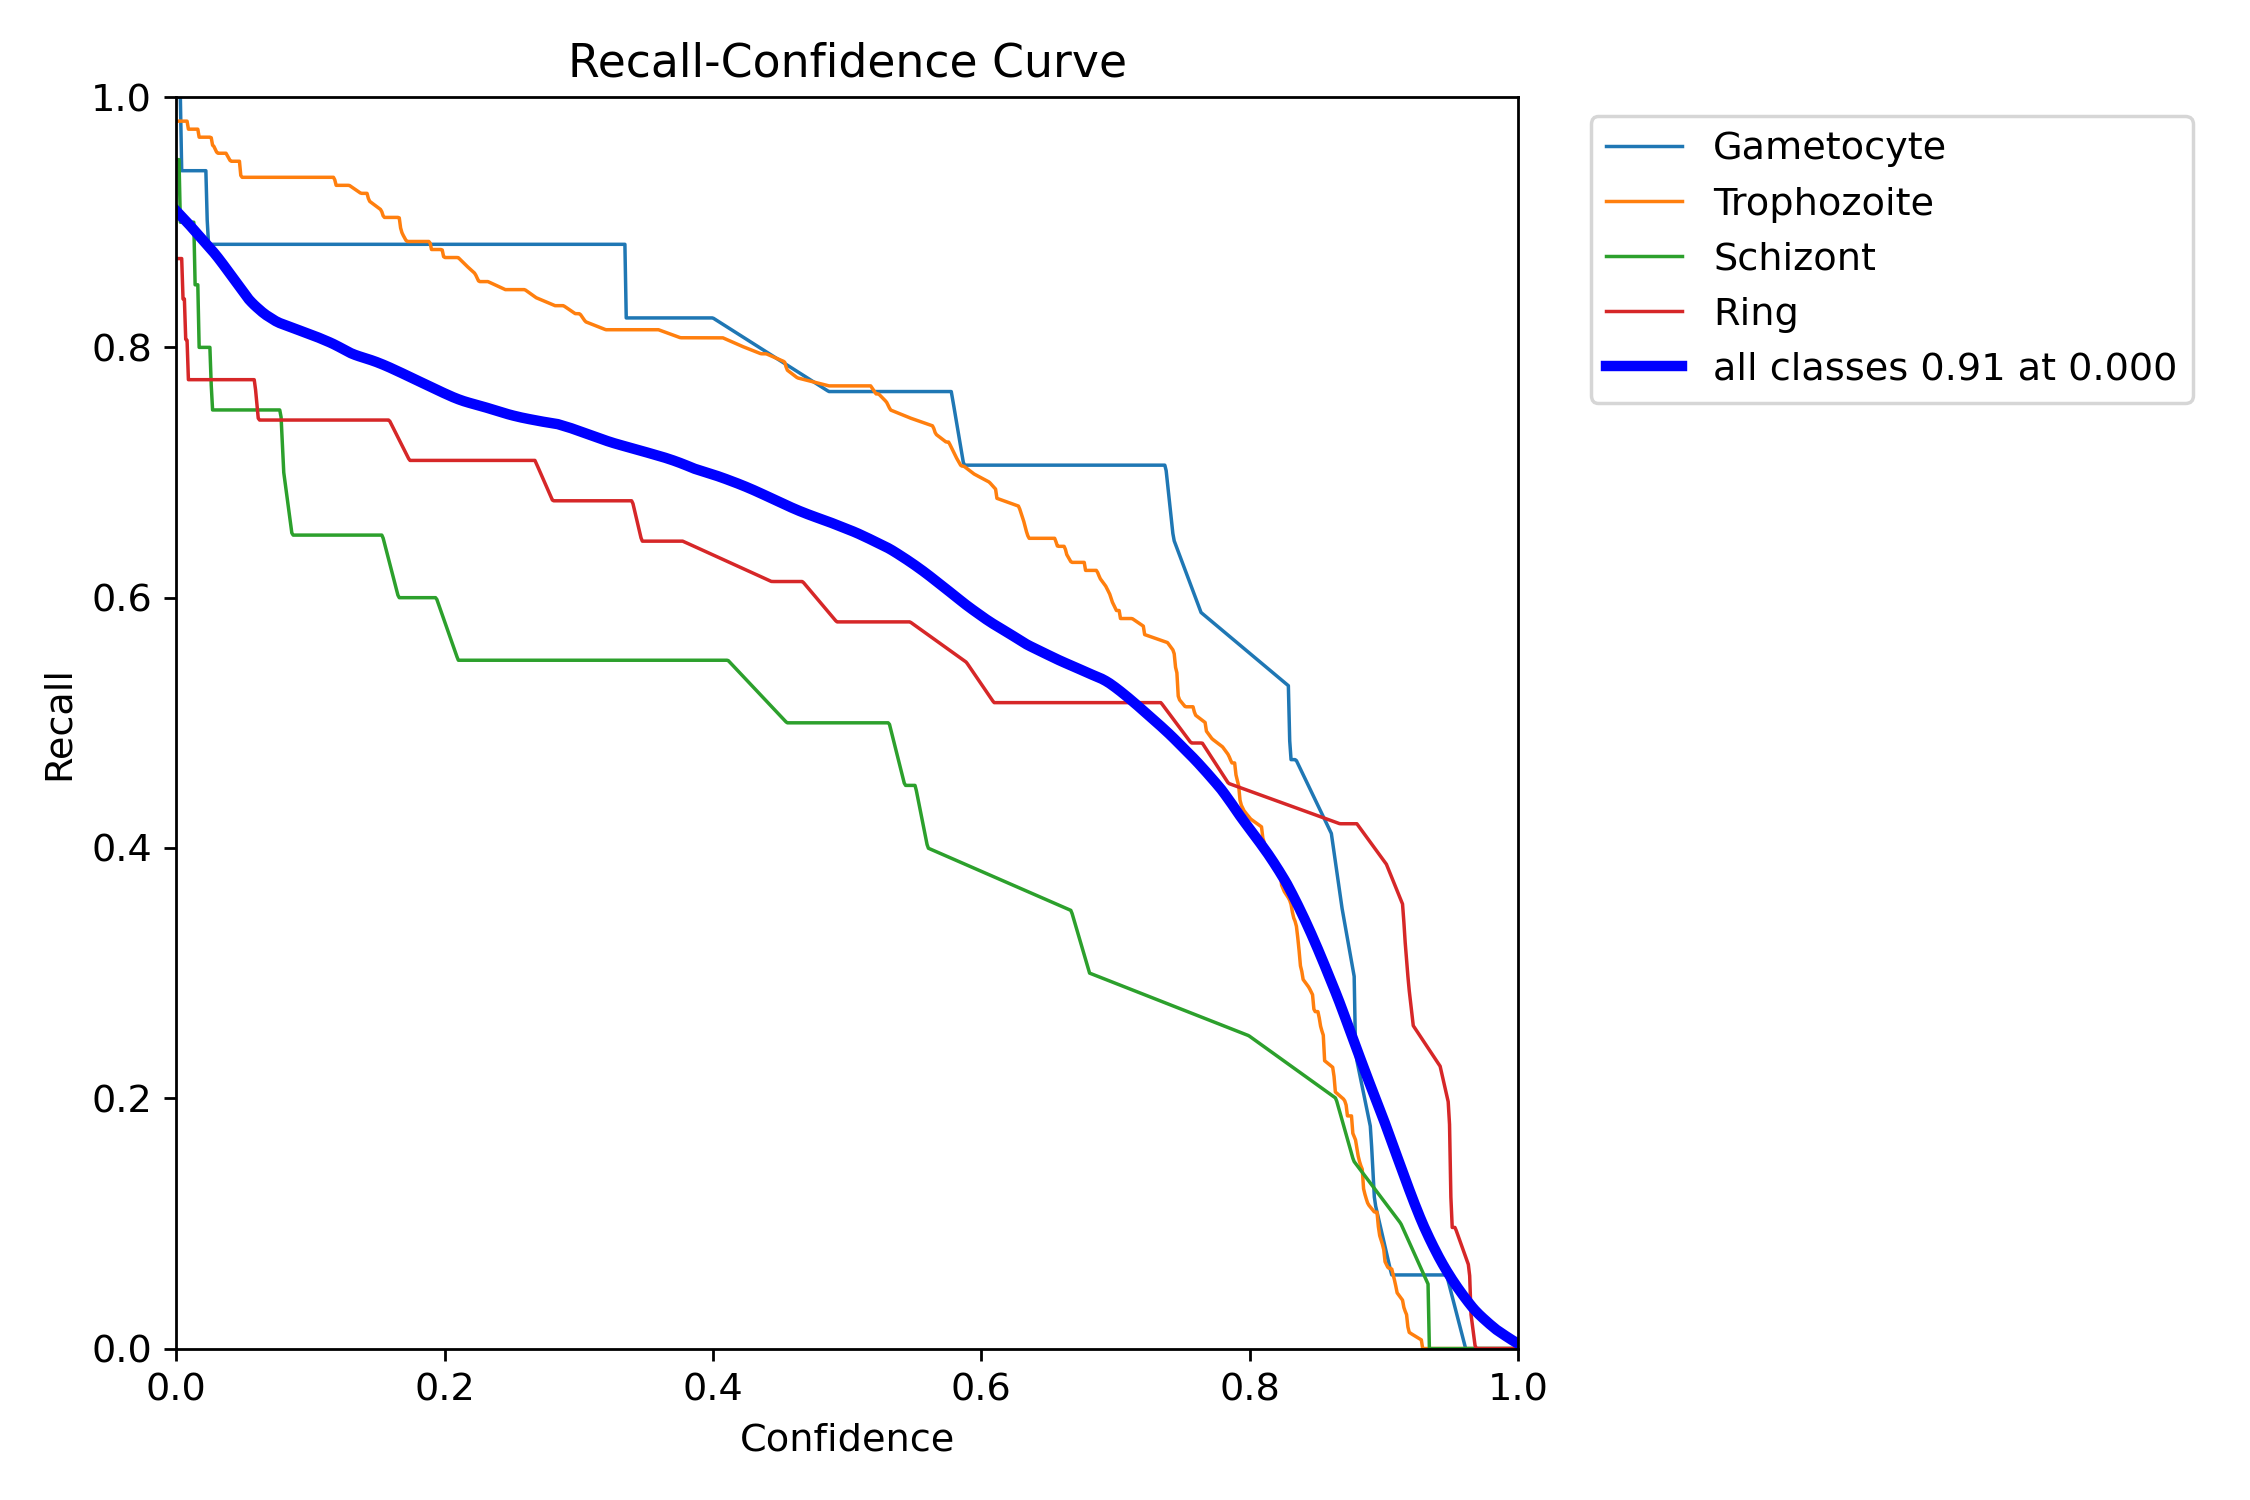 Recall-Confidence Curve
1.0
0.8
0.6
0.4
0.2
0.0
Recall
0.0 0.2 0.4 0.6 0.8 1.0
Confidence
Gametocyte
Trophozoite
Schizont
Ring
all classes 0.91 at 0.000